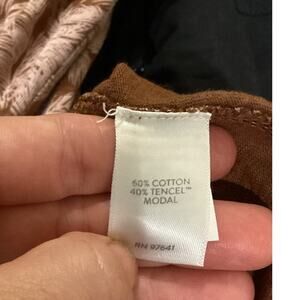 60% COTTON
40% TENCEL™
MODAL
RN 97641